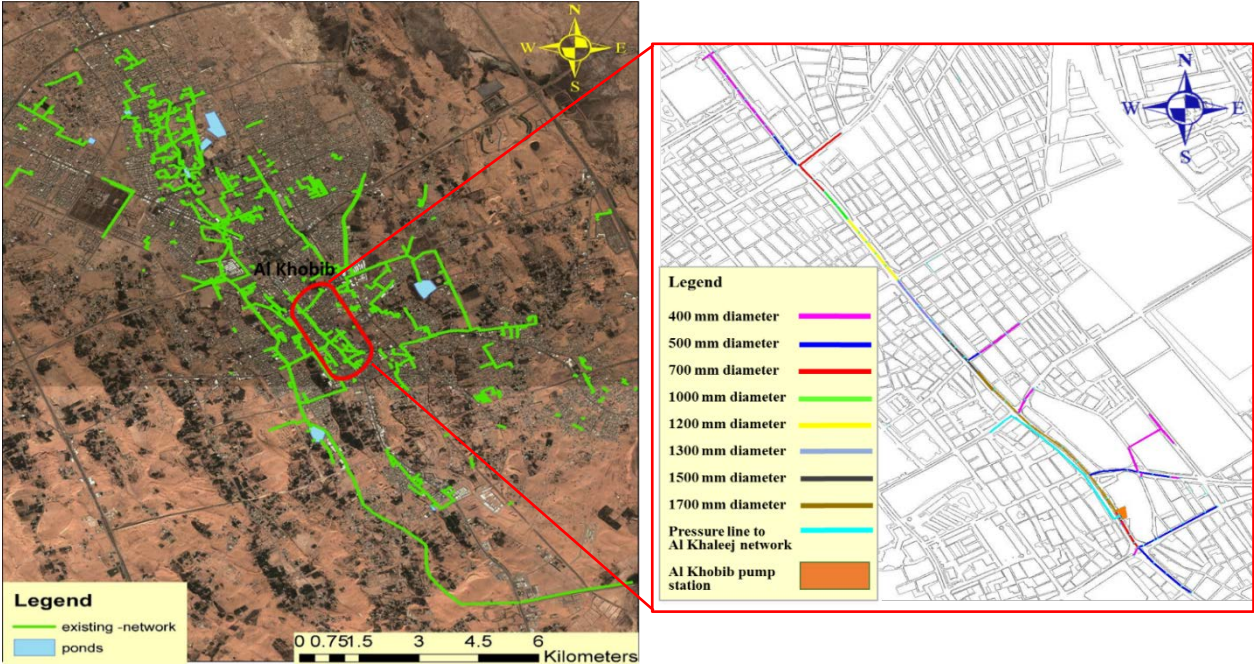 N
W E
S
Al Khobib
Legend
existing -network
ponds
0 0.751.5 3 4.5 6
Kilometers
N
W E
S
Legend
400 mm diameter
500 mm diameter
700 mm diameter
1000 mm diameter
1200 mm diameter
1300 mm diameter
1500 mm diameter
1700 mm diameter
Pressure line to
Al Khaleej network
Al Khobib pump
station